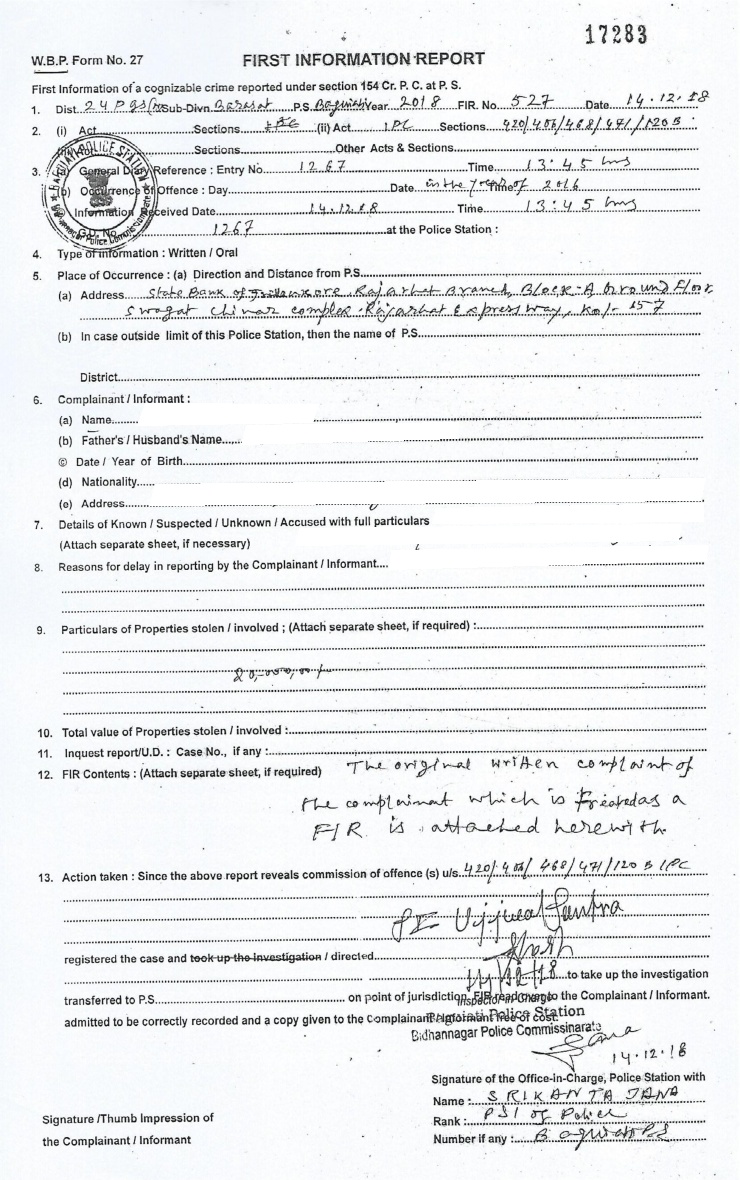 17283
W.B.P. Form No. 27
FIRST INFORMATION REPORT
First Information of a cognizable crime reported under section 154 Cr. P. C. at P. S.
1. Dist. 24 Pgs(N) Sub-Divn. Barasat P.S. Baguiati Year 2018 FIR. No. 527 Date 14.12.18
2. (i) Act Sections IPC (ii) Act IPC Sections 420/406/468/471/120B
Sections Other Acts & Sections
3. (a) General Diary Reference : Entry No. 1267 Time 13:45 hrs
(b) Occurrence of Offence : Day Date in the year of 2016
Information Received Date 14.12.18 Time 13:45 hrs
G.D. No. 1267 at the Police Station :
4. Type of information : Written / Oral
5. Place of Occurrence : (a) Direction and Distance from P.S.
(a) Address State Bank of Rajarhat Branch, Block-A Ground Floor
Swagat Chinar complex Rajarhat Expressway, Kol- 157
(b) In case outside limit of this Police Station, then the name of P.S.
District
6. Complainant / Informant :
(a) Name
(b) Father's / Husband's Name
© Date / Year of Birth
(d) Nationality
(e) Address
7. Details of Known / Suspected / Unknown / Accused with full particulars
(Attach separate sheet, if necessary)
8. Reasons for delay in reporting by the Complainant / Informant
9. Particulars of Properties stolen / involved ; (Attach separate sheet, if required) :
10. Total value of Properties stolen / involved :
11. Inquest report/U.D. : Case No., if any :
12. FIR Contents : (Attach separate sheet, if required) The original written complaint of
the complainat which is treated as a
FIR is attached herewith.
13. Action taken : Since the above report reveals commission of offence (s) u/s. 420/406/468/471/120B IPC
PSI Ujjwal Santra
registered the case and took up the Investigation / directed
14/12/18 to take up the investigation
transferred to P.S. on point of jurisdiction. FIR read over to the Complainant / Informant.
Inspector in Charge
admitted to be correctly recorded and a copy given to the Complainant / Informant free of cost.
Baguiati Police Station
Bidhannagar Police Commissinarate
14.12.18
Signature of the Office-in-Charge, Police Station with
Name : SRIKANTA JANA
Signature /Thumb Impression of
Rank : PSI of Police
the Complainant / Informant
Number if any : Baguiati PS